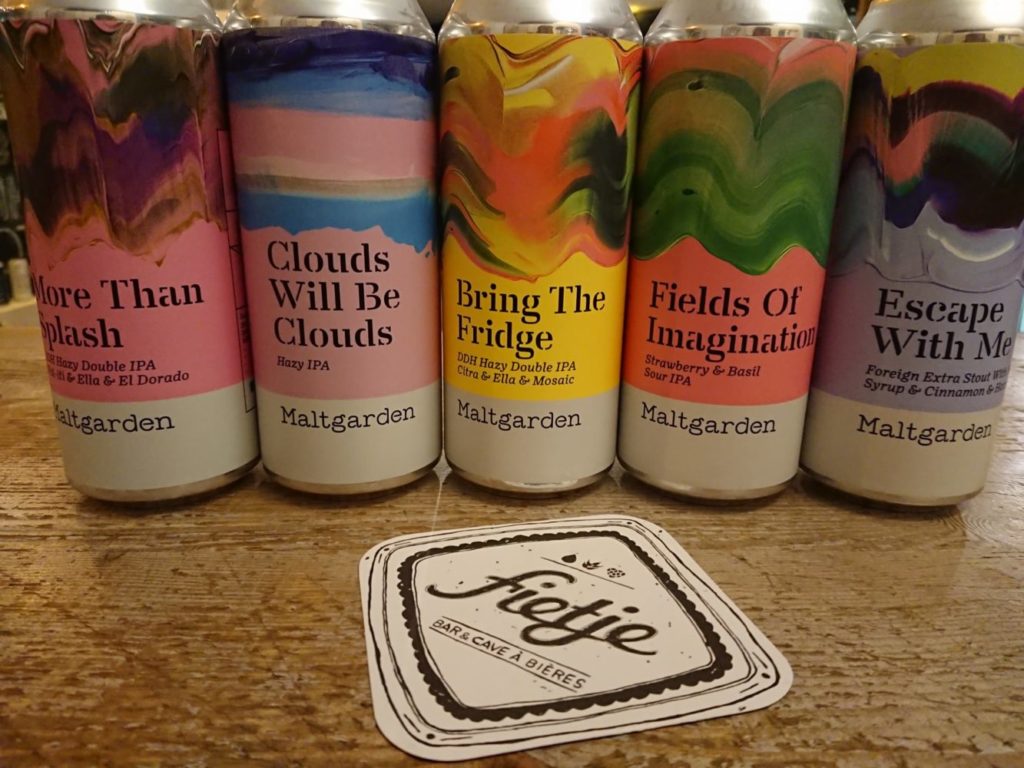 More Than
Splash
DDH Hazy Double IPA
& Ella & El Dorado
Maltgarden
Clouds
Will Be
Clouds
Hazy IPA
Maltgarden
Bring The
Fridge
DDH Hazy Double IPA
Citra & Ella & Mosaic
Maltgarden
Fields Of
Imagination
Strawberry & Basil
Sour IPA
Maltgarden
Escape
With Me
Foreign Extra Stout With
Syrup & Cinnamon &
Maltgarden
fietje
BAR & CAVE À BIÈRES